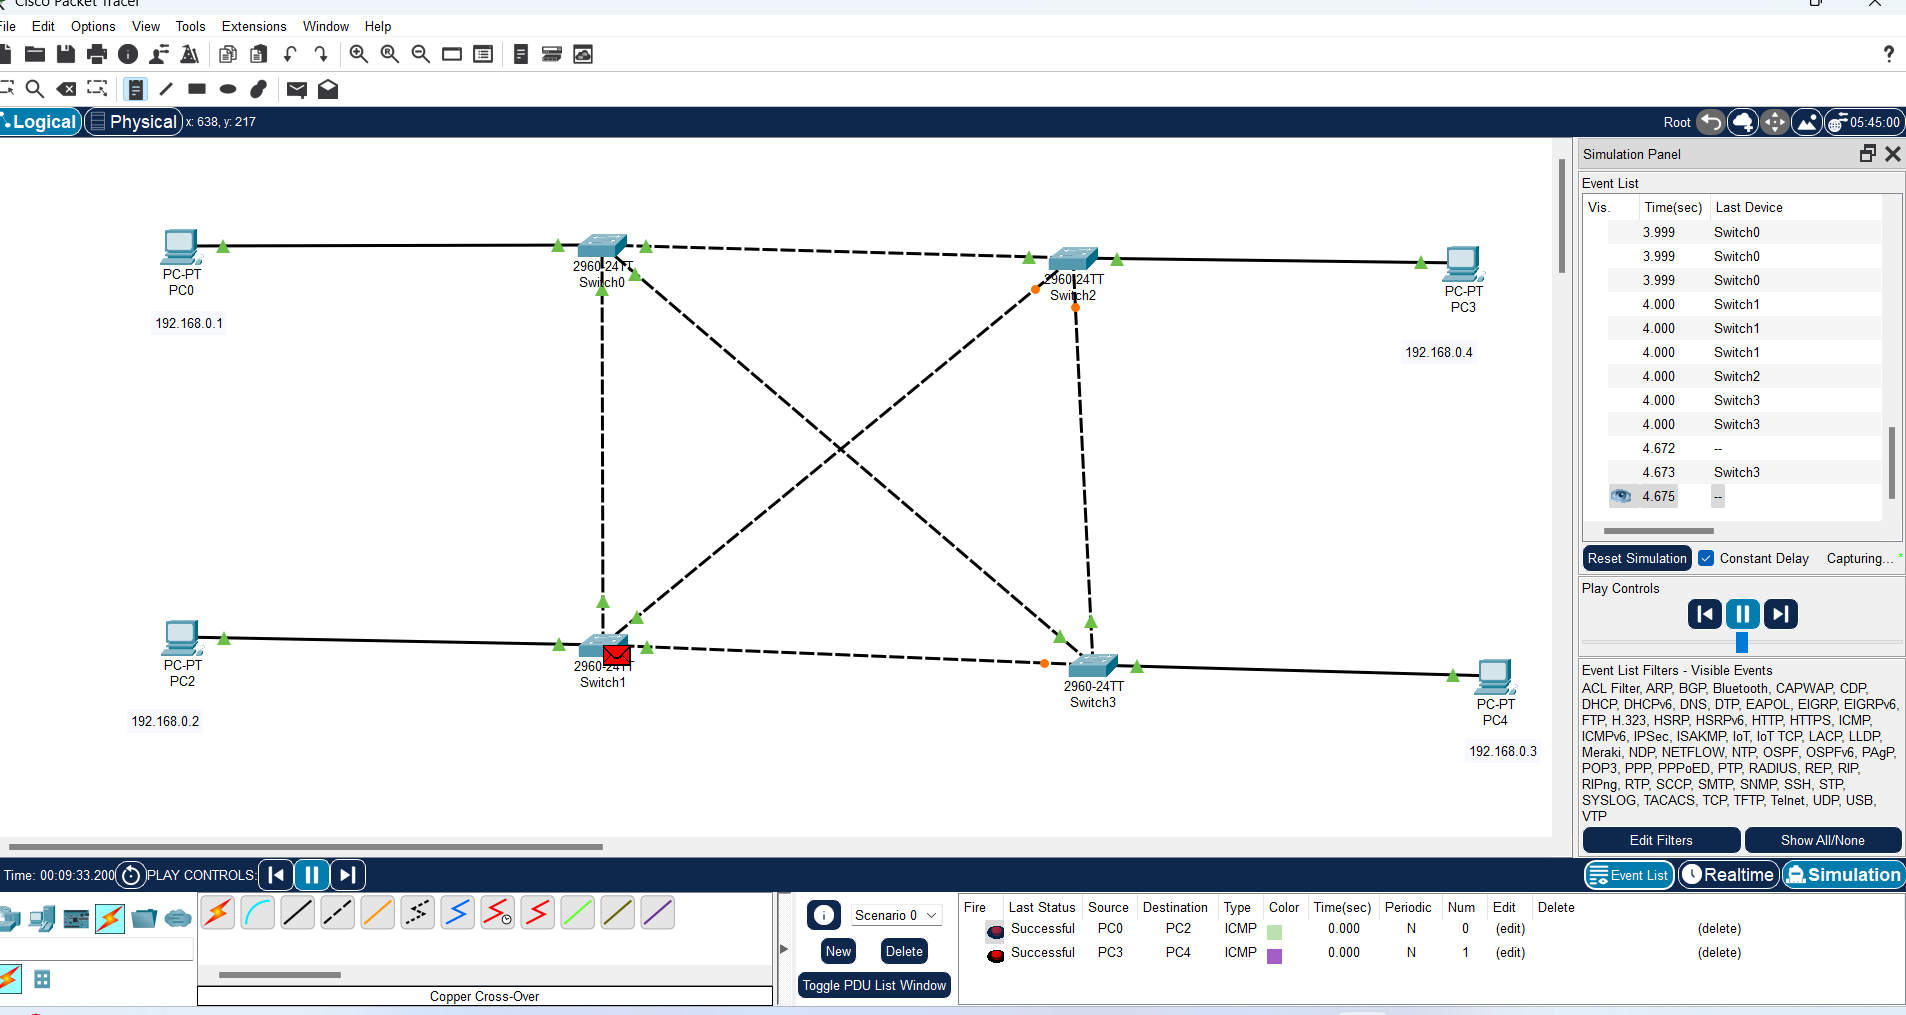 Cisco Packet Tracer
File Edit Options View Tools Extensions Window Help
?
Logical Physical x: 638, y: 217 Root 05:45:00
Simulation Panel
Event List
Vis. Time(sec) Last Device
3.999 Switch0
3.999 Switch0
3.999 Switch0
4.000 Switch1
4.000 Switch1
4.000 Switch1
4.000 Switch2
4.000 Switch3
4.000 Switch3
4.672 --
4.673 Switch3
4.675 --
Reset Simulation Constant Delay Capturing... *
Play Controls
Event List Filters - Visible Events
ACL Filter, ARP, BGP, Bluetooth, CAPWAP, CDP,
DHCP, DHCPv6, DNS, DTP, EAPOL, EIGRP, EIGRPv6,
FTP, H.323, HSRP, HSRPv6, HTTP, HTTPS, ICMP,
ICMPv6, IPSec, ISAKMP, IoT, IoT TCP, LACP, LLDP,
Meraki, NDP, NETFLOW, NTP, OSPF, OSPFv6, PAgP,
POP3, PPP, PPPoED, PTP, RADIUS, REP, RIP,
RIPng, RTP, SCCP, SMTP, SNMP, SSH, STP,
SYSLOG, TACACS, TCP, TFTP, Telnet, UDP, USB,
VTP
Edit Filters Show All/None
PC-PT
PC0
192.168.0.1
2960-24TT
Switch0
2960-24TT
Switch2
PC-PT
PC3
192.168.0.4
PC-PT
PC2
192.168.0.2
2960-24TT
Switch1
2960-24TT
Switch3
PC-PT
PC4
192.168.0.3
Time: 00:09:33.200 PLAY CONTROLS: Event List Realtime Simulation
Copper Cross-Over
Scenario 0
New Delete
Toggle PDU List Window
Fire Last Status Source Destination Type Color Time(sec) Periodic Num Edit Delete
Successful PC0 PC2 ICMP 0.000 N 0 (edit) (delete)
Successful PC3 PC4 ICMP 0.000 N 1 (edit) (delete)